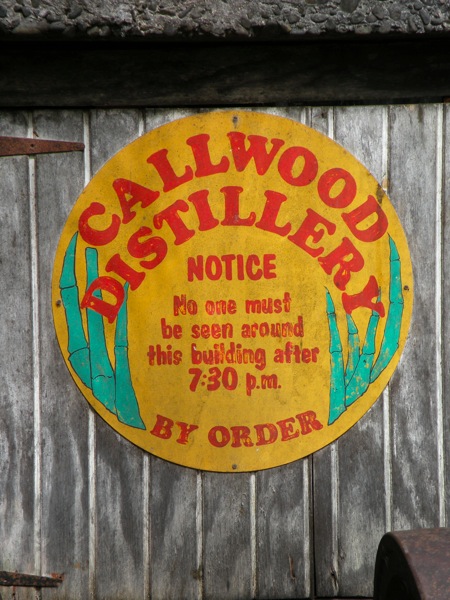 CALLWOOD
DISTILLERY
NOTICE
No one must
be seen around
this building after
7:30 p.m.
BY ORDER